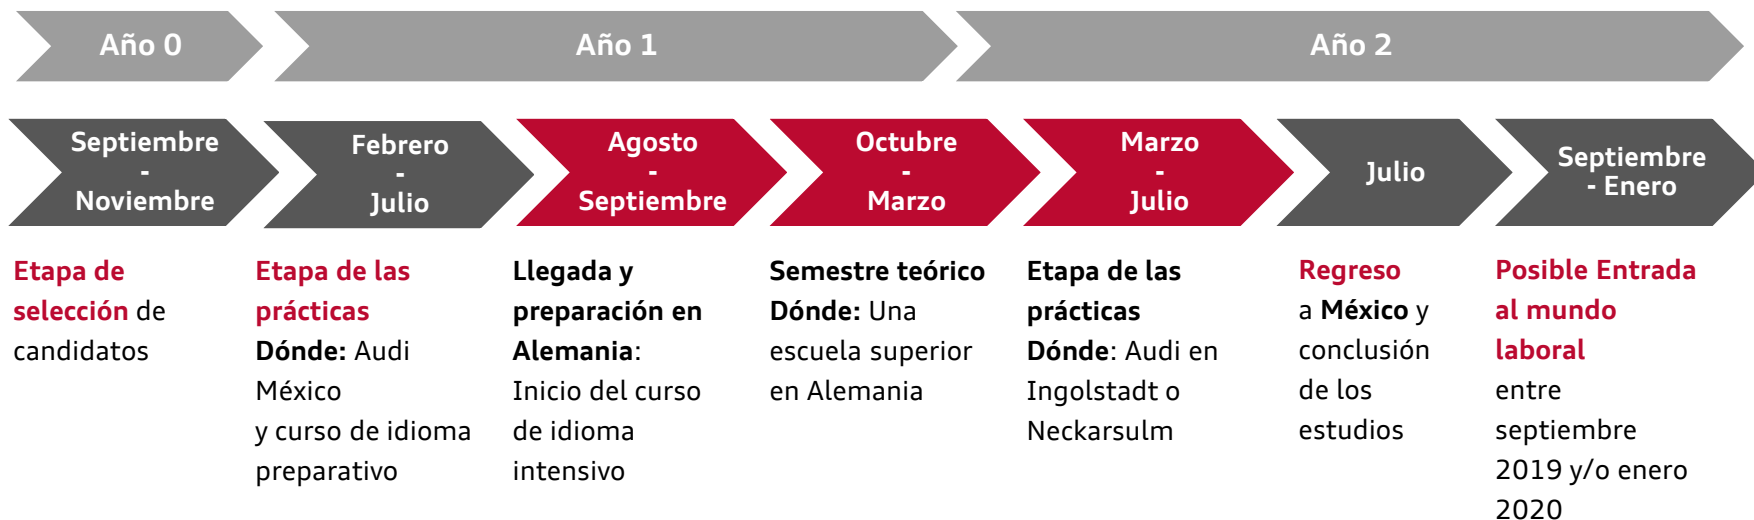 Año 0
Año 1
Año 2
Septiembre
-
Noviembre
Febrero
-
Julio
Agosto
-
Septiembre
Octubre
-
Marzo
Marzo
-
Julio
Julio
Septiembre
- Enero
Etapa de
selección de
candidatos
Etapa de las
prácticas
Dónde: Audi
México
y curso de idioma
preparativo
Llegada y
preparación en
Alemania:
Inicio del curso
de idioma
intensivo
Semestre teórico
Dónde: Una
escuela superior
en Alemania
Etapa de las
prácticas
Dónde: Audi en
Ingolstadt o
Neckarsulm
Regreso
a México y
conclusión
de los
estudios
Posible Entrada
al mundo
laboral
entre
septiembre
2019 y/o enero
2020